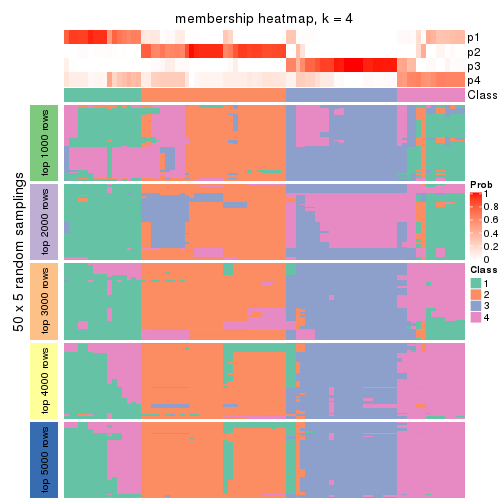 membership heatmap, k = 4
p1
p2
p3
p4
Class
50 x 5 random samplings
top 1000 rows
top 2000 rows
top 3000 rows
top 4000 rows
top 5000 rows
Prob
1
0.8
0.6
0.4
0.2
0
Class
1
2
3
4